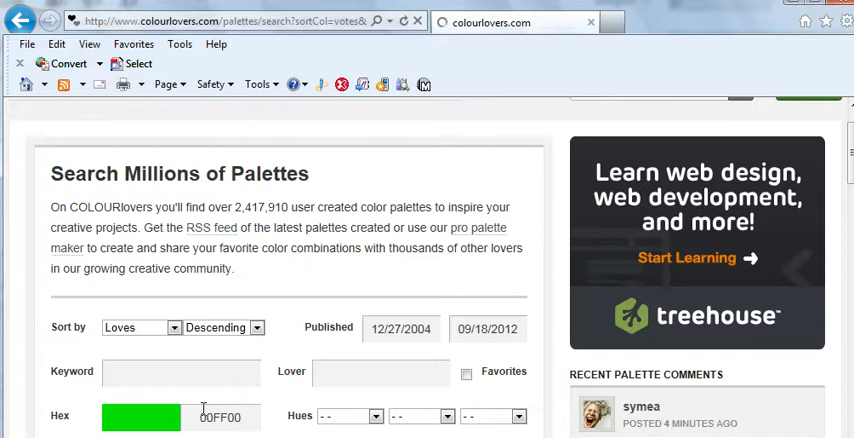 http://www.colourlovers.com/palettes/search?sortCol=votes&
colourlovers.com
File Edit View Favorites Tools Help
Convert Select
Page Safety Tools
Search Millions of Palettes
On COLOURlovers you'll find over 2,417,910 user created color palettes to inspire your
creative projects. Get the RSS feed of the latest palettes created or use our pro palette
maker to create and share your favorite color combinations with thousands of other lovers
in our growing creative community.
Sort by Loves Descending Published 12/27/2004 09/18/2012
Keyword Lover Favorites
Hex 00FF00 Hues - - - - - -
Learn web design,
web development,
and more!
Start Learning
treehouse
RECENT PALETTE COMMENTS
symea
POSTED 4 MINUTES AGO